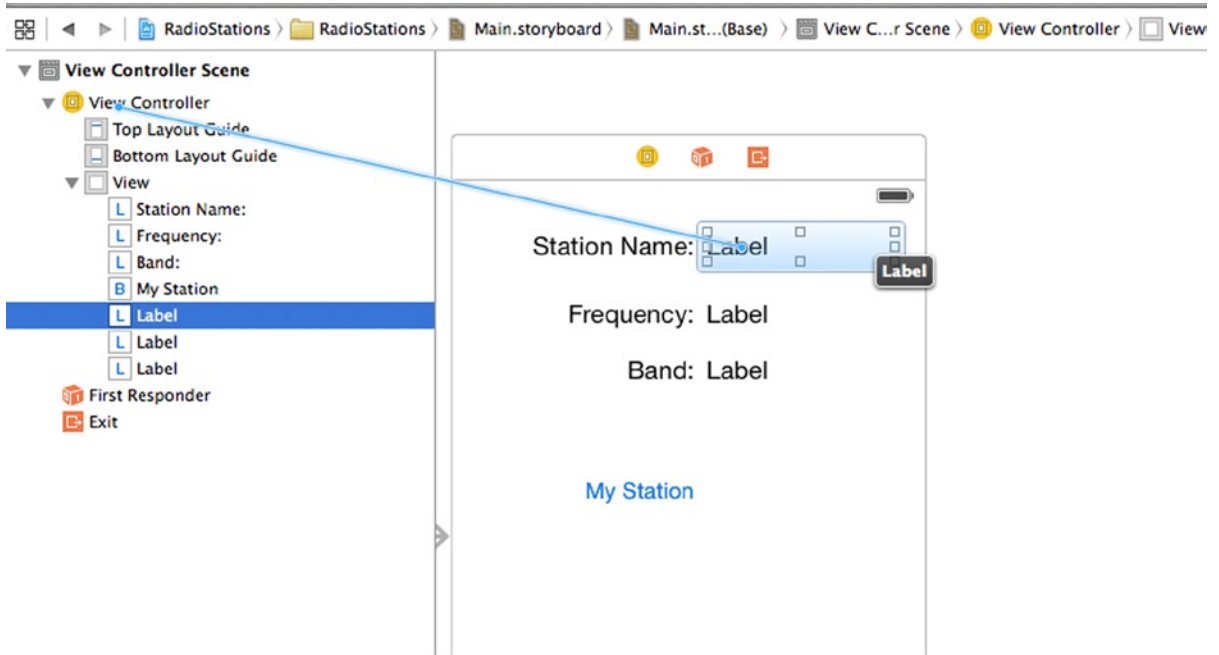 RadioStations RadioStations Main.storyboard Main.st...(Base) View C...r Scene View Controller View
View Controller Scene
View Controller
Top Layout Guide
Bottom Layout Guide
View
L Station Name:
L Frequency:
L Band:
B My Station
L Label
L Label
L Label
First Responder
Exit
Station Name: Label
Label
Frequency: Label
Band: Label
My Station